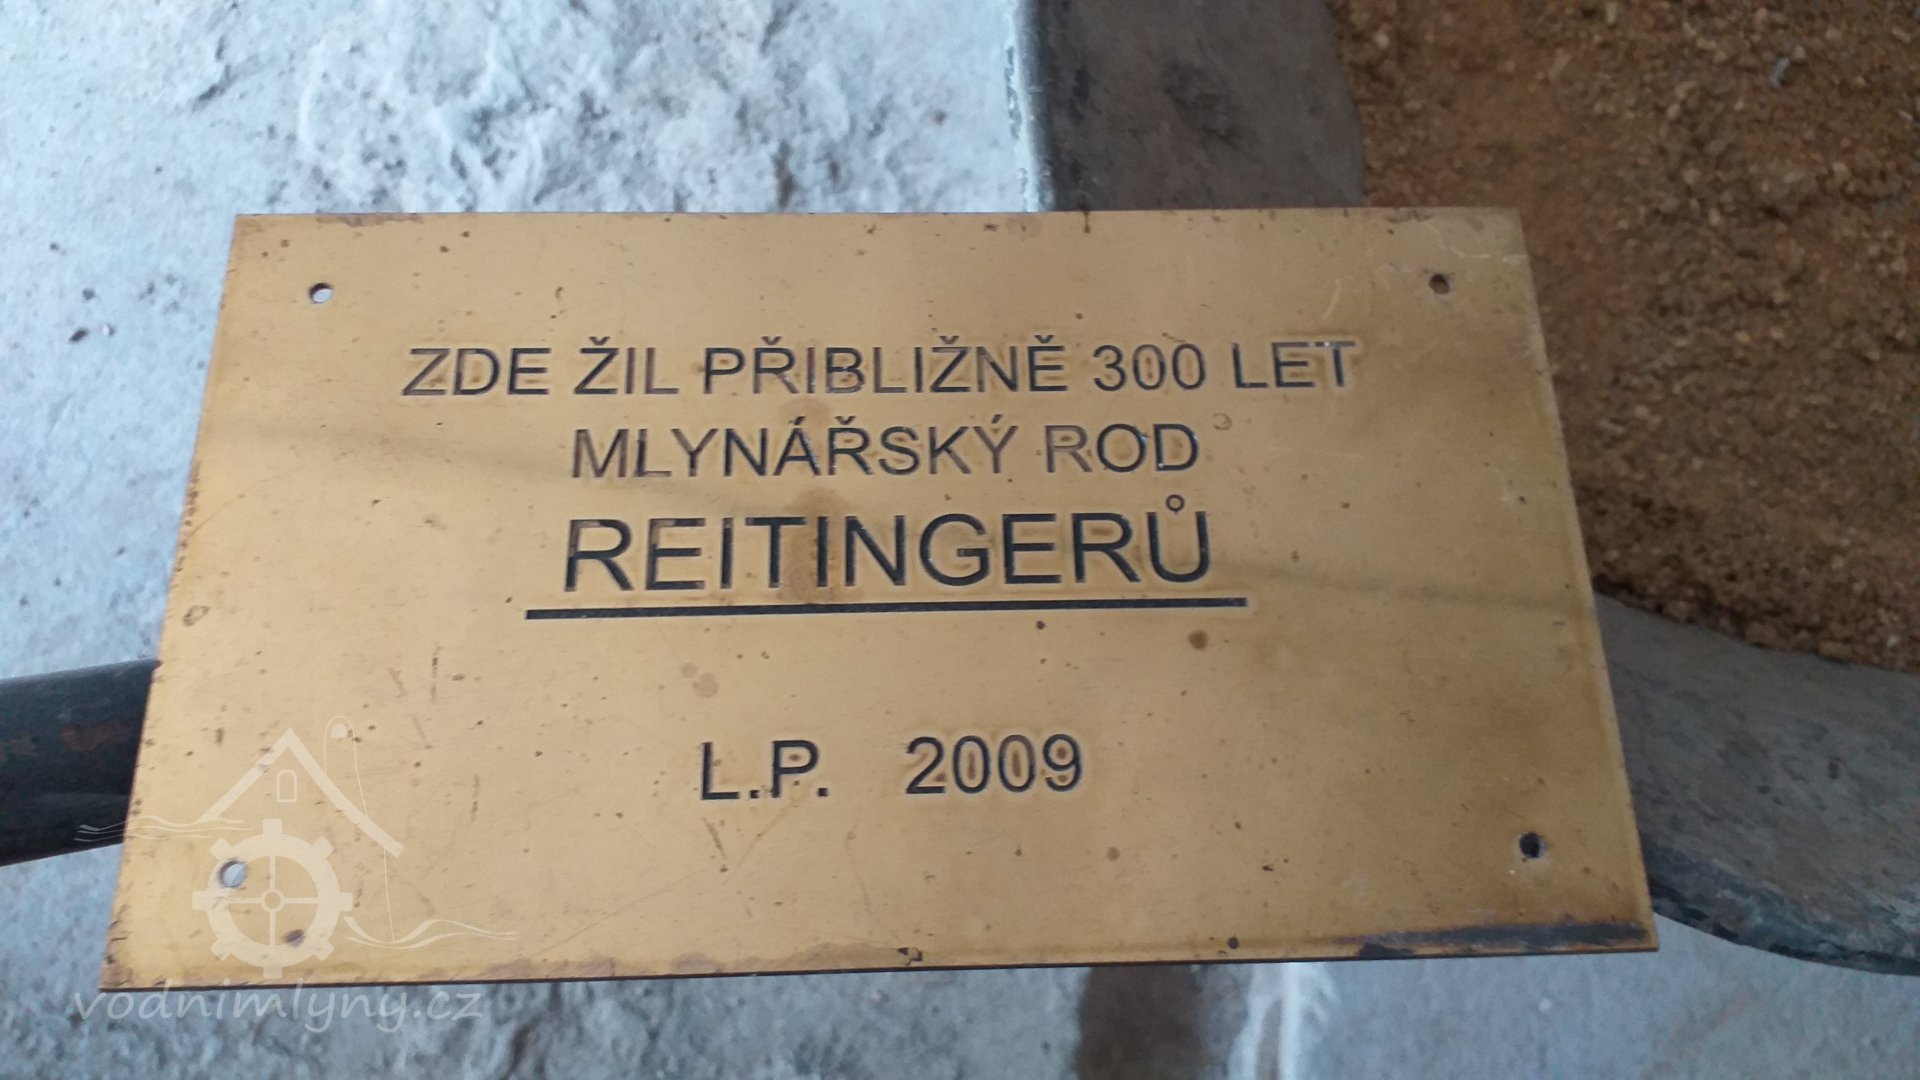 ZDE ŽIL PŘIBLIŽNĚ 300 LET
MLYNÁŘSKÝ ROD
REITINGERŮ
L.P. 2009
vodnimlyny.cz